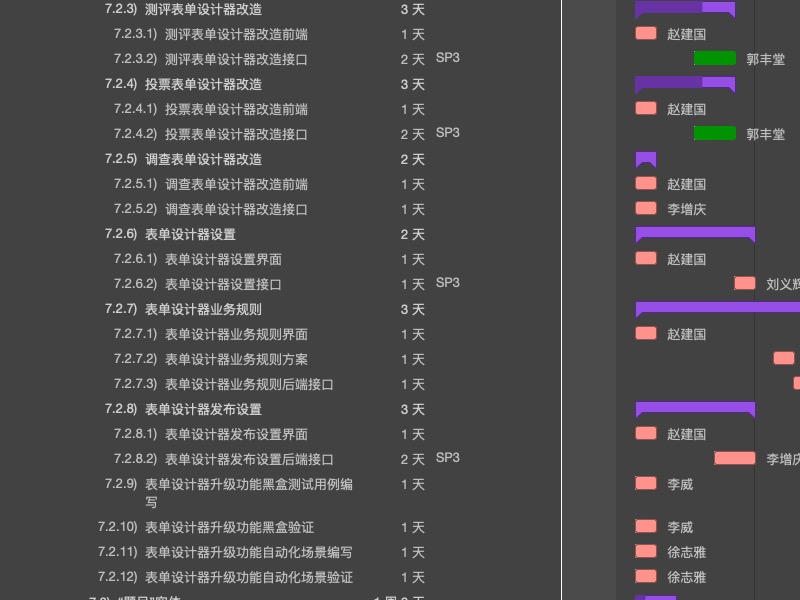 7.2.3) 测评表单设计器改造 3 天
7.2.3.1) 测评表单设计器改造前端 1 天 赵建国
7.2.3.2) 测评表单设计器改造接口 2 天 SP3 郭丰堂
7.2.4) 投票表单设计器改造 3 天
7.2.4.1) 投票表单设计器改造前端 1 天 赵建国
7.2.4.2) 投票表单设计器改造接口 2 天 SP3 郭丰堂
7.2.5) 调查表单设计器改造 2 天
7.2.5.1) 调查表单设计器改造前端 1 天 赵建国
7.2.5.2) 调查表单设计器改造接口 1 天 李增庆
7.2.6) 表单设计器设置 2 天
7.2.6.1) 表单设计器设置界面 1 天 赵建国
7.2.6.2) 表单设计器设置接口 1 天 SP3 刘义辉
7.2.7) 表单设计器业务规则 3 天
7.2.7.1) 表单设计器业务规则界面 1 天 赵建国
7.2.7.2) 表单设计器业务规则方案 1 天
7.2.7.3) 表单设计器业务规则后端接口 1 天
7.2.8) 表单设计器发布设置 3 天
7.2.8.1) 表单设计器发布设置界面 1 天 赵建国
7.2.8.2) 表单设计器发布设置后端接口 2 天 SP3 李增庆
7.2.9) 表单设计器升级功能黑盒测试用例编 1 天 李威
写
7.2.10) 表单设计器升级功能黑盒验证 1 天 李威
7.2.11) 表单设计器升级功能自动化场景编写 1 天 徐志雅
7.2.12) 表单设计器升级功能自动化场景验证 1 天 徐志雅